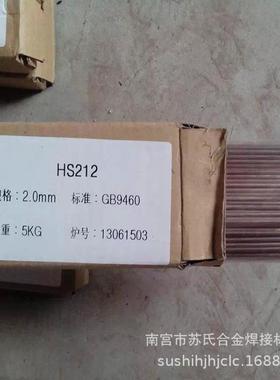 HS212
规格：2.0mm 标准：GB9460
重：5KG 炉号：13061503
南宫市苏氏合金焊接材
sushihjhjclc.1688